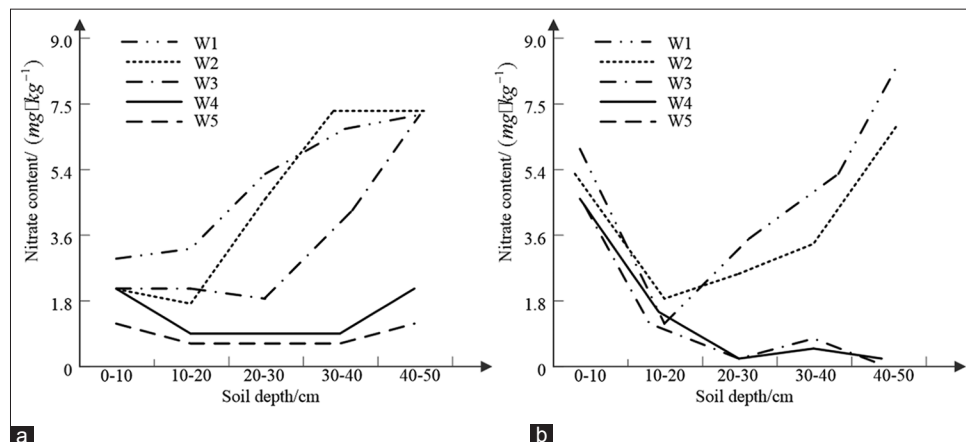 9.0
7.5
5.4
3.6
1.8
0
Nitrate content/ (mg□kg⁻¹)
W1
W2
W3
W4
W5
0-10 10-20 20-30 30-40 40-50
Soil depth/cm
a
9.0
7.5
5.4
3.6
1.8
0
Nitrate content/ (mg□kg⁻¹)
W1
W2
W3
W4
W5
0-10 10-20 20-30 30-40 40-50
Soil depth/cm
b